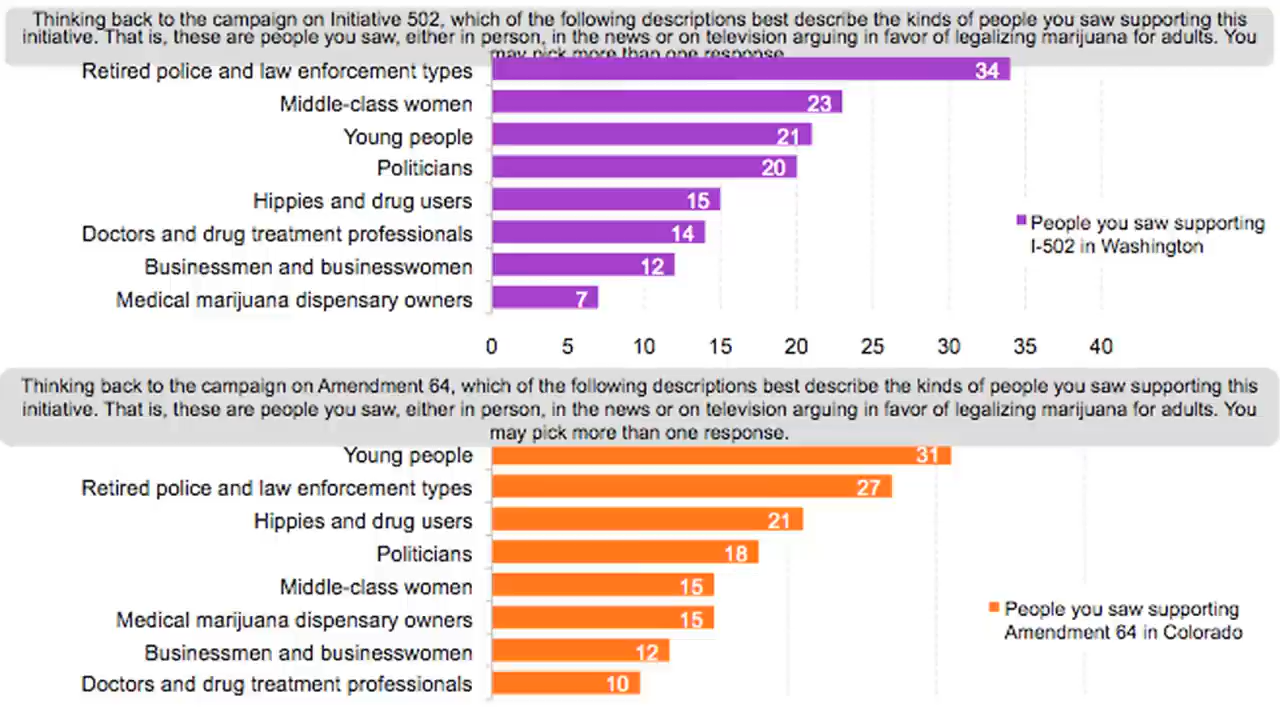 Thinking back to the campaign on Initiative 502, which of the following descriptions best describe the kinds of people you saw supporting this
initiative. That is, these are people you saw, either in person, in the news or on television arguing in favor of legalizing marijuana for adults. You
may pick more than one response.
Retired police and law enforcement types 34
Middle-class women 23
Young people 21
Politicians 20
Hippies and drug users 15
Doctors and drug treatment professionals 14
Businessmen and businesswomen 12
Medical marijuana dispensary owners 7
People you saw supporting
I-502 in Washington
0 5 10 15 20 25 30 35 40
Thinking back to the campaign on Amendment 64, which of the following descriptions best describe the kinds of people you saw supporting this
initiative. That is, these are people you saw, either in person, in the news or on television arguing in favor of legalizing marijuana for adults. You
may pick more than one response.
Young people 31
Retired police and law enforcement types 27
Hippies and drug users 21
Politicians 18
Middle-class women 15
Medical marijuana dispensary owners 15
Businessmen and businesswomen 12
Doctors and drug treatment professionals 10
People you saw supporting
Amendment 64 in Colorado